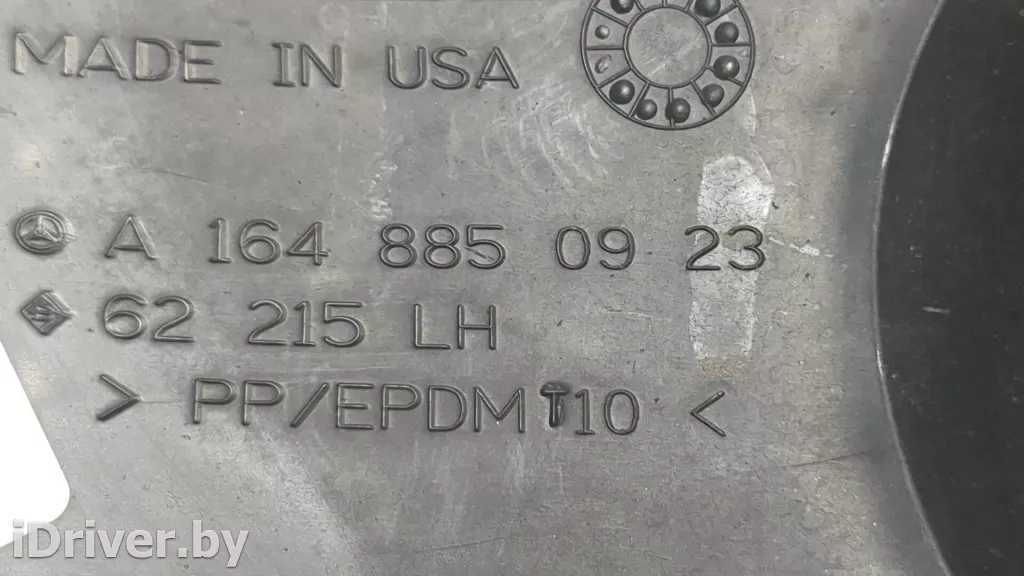 MADE IN USA
A 164 885 09 23
62 215 LH
> PP/EPDM T10 <
iDriver.by